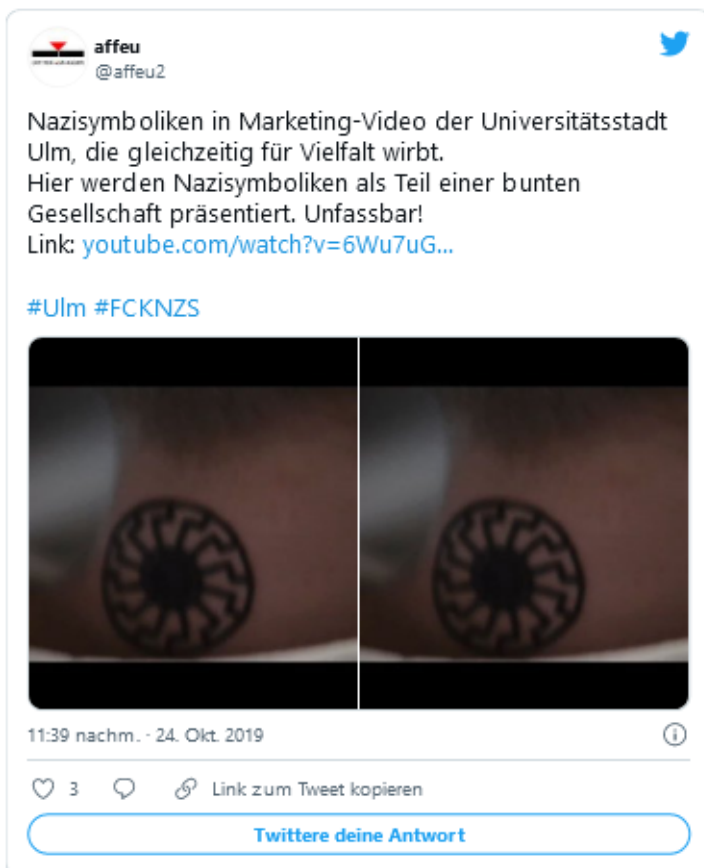 affeu
@affeu2
Nazisymboliken in Marketing-Video der Universitätsstadt
Ulm, die gleichzeitig für Vielfalt wirbt.
Hier werden Nazisymboliken als Teil einer bunten
Gesellschaft präsentiert. Unfassbar!
Link: youtube.com/watch?v=6Wu7uG...
#Ulm #FCKNZS
11:39 nachm. · 24. Okt. 2019
3 Link zum Tweet kopieren
Twittere deine Antwort